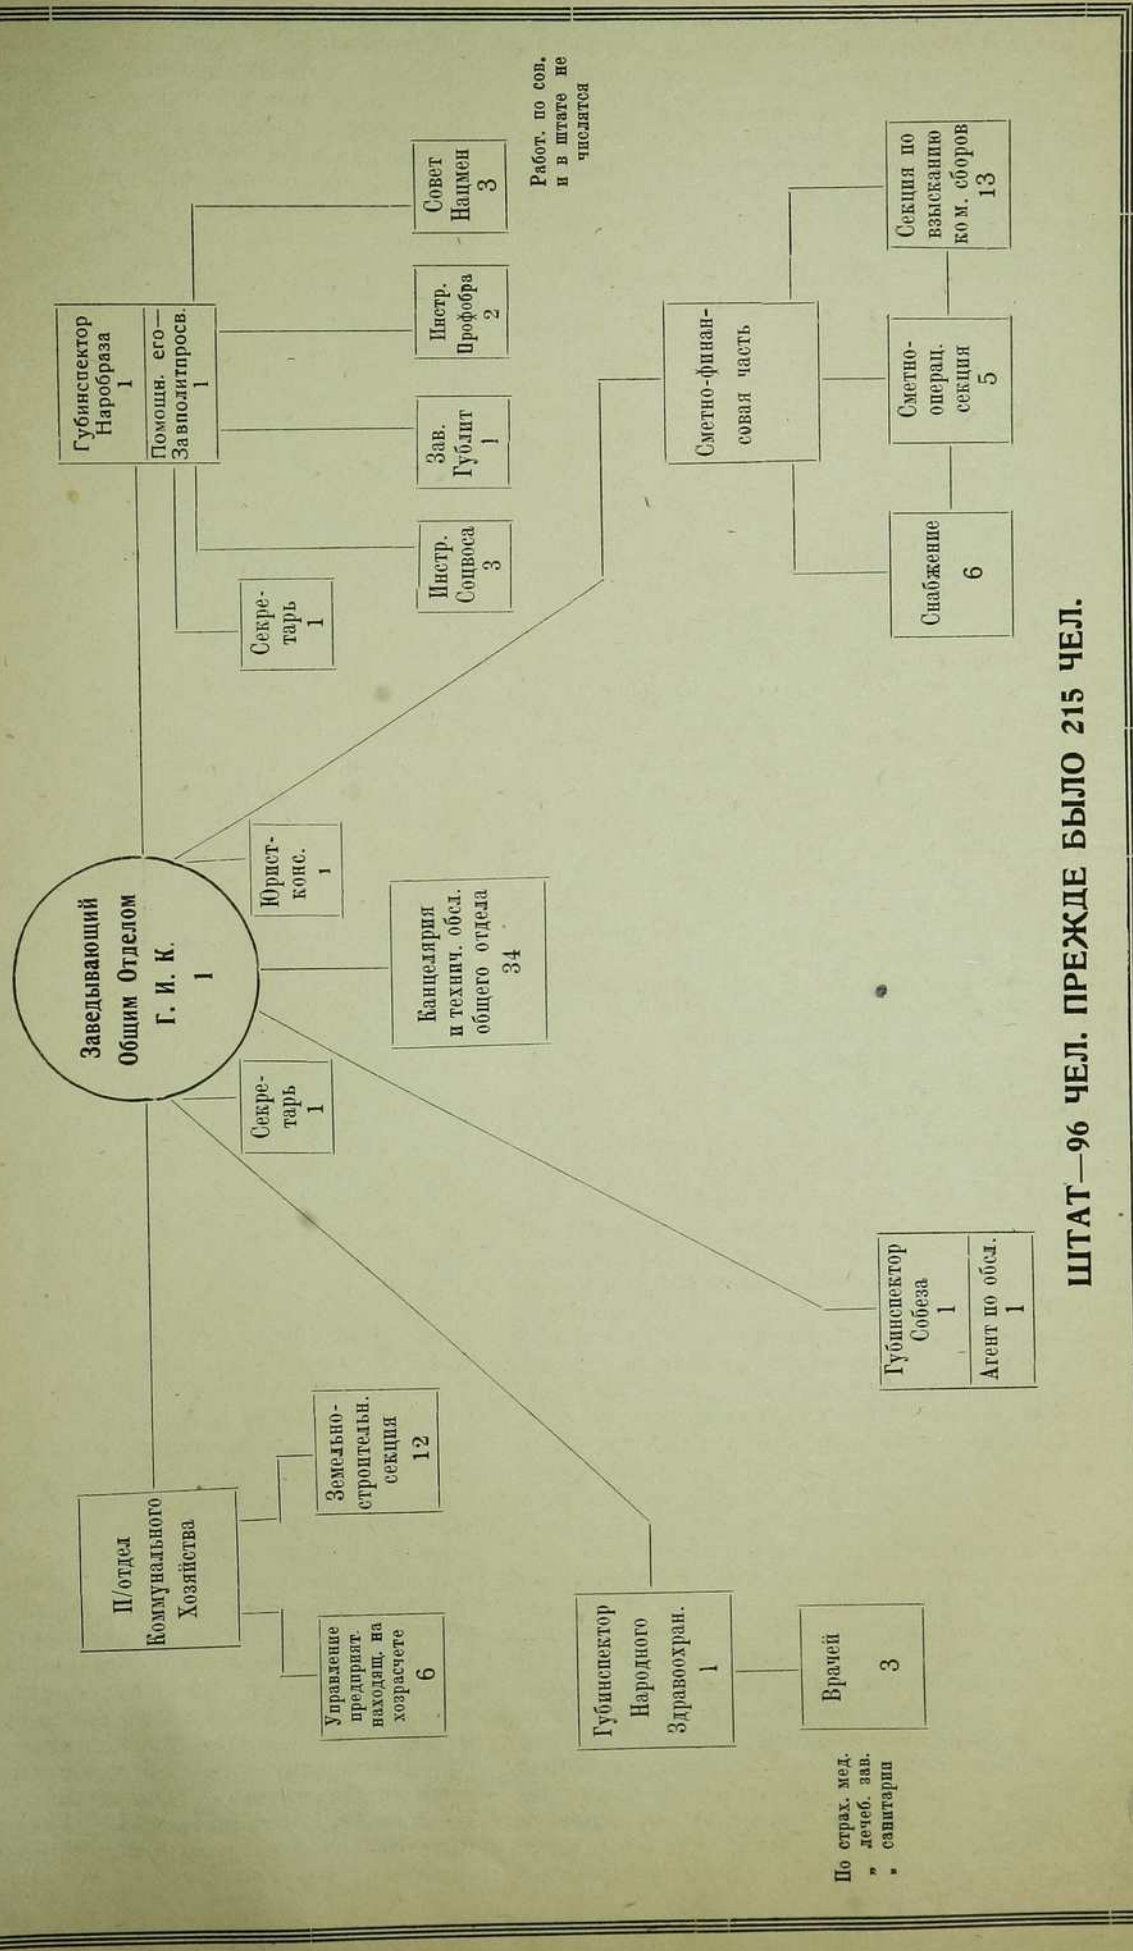 Заведывающий
Общим Отделом
Г. И. К.
1
Секре-
тарь
1
Юрист-
конс.
1
Канцелярия
и технич. обсл.
общего отдела
34
П/отдел
Коммунального
Хозяйства
Управление
предприят.
находящ. на
хозрасчете
6
Земельно-
строительн.
секция
12
Губинспектор
Народного
Здравоохран.
1
Врачей
3
По страх. мед.
„ лечеб. зав.
„ санитарии
Губинспектор
Собеза
1
Агент по обсл.
1
Губинспектор
Наробраза
1
Помощн. его—
Завполитпросв.
1
Секре-
тарь
1
Инстр.
Соцвоса
3
Зав.
Гублит
1
Инстр.
Профобра
2
Совет
Нацмен
3
Работ. по сов.
и в штате не
числятся
Сметно-финан-
совая часть
Снабжение
6
Сметно-
операц.
секция
5
Секция по
взысканию
ком. сборов
13
ШТАТ—96 ЧЕЛ. ПРЕЖДЕ БЫЛО 215 ЧЕЛ.